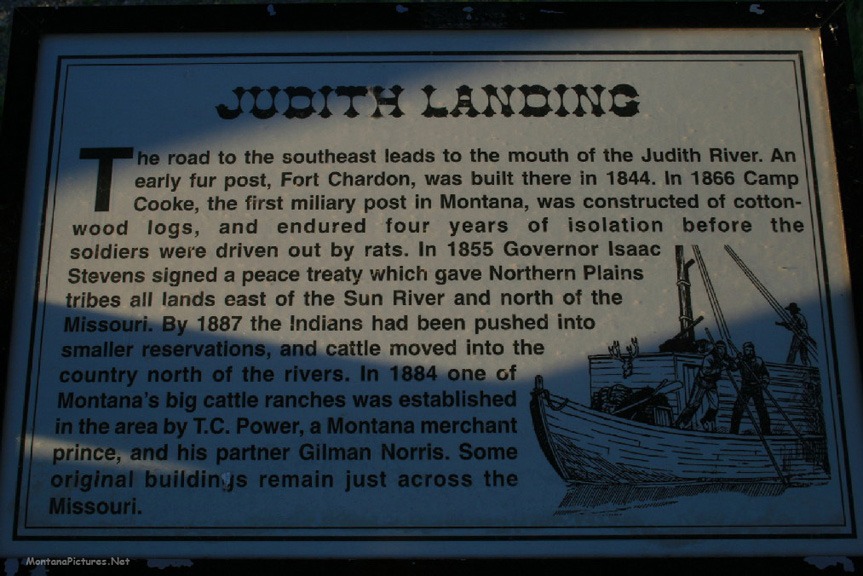 JUDITH LANDING
The road to the southeast leads to the mouth of the Judith River. An
early fur post, Fort Chardon, was built there in 1844. In 1866 Camp
Cooke, the first miliary post in Montana, was constructed of cotton-
wood logs, and endured four years of isolation before the
soldiers were driven out by rats. In 1855 Governor Isaac
Stevens signed a peace treaty which gave Northern Plains
tribes all lands east of the Sun River and north of the
Missouri. By 1887 the Indians had been pushed into
smaller reservations, and cattle moved into the
country north of the rivers. In 1884 one of
Montana's big cattle ranches was established
in the area by T.C. Power, a Montana merchant
prince, and his partner Gilman Norris. Some
original buildings remain just across the
Missouri.
MontanaPictures.Net